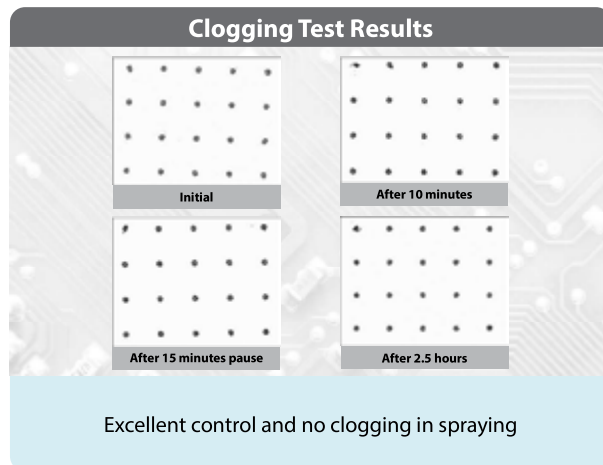 Clogging Test Results
Initial
After 10 minutes
After 15 minutes pause
After 2.5 hours
Excellent control and no clogging in spraying